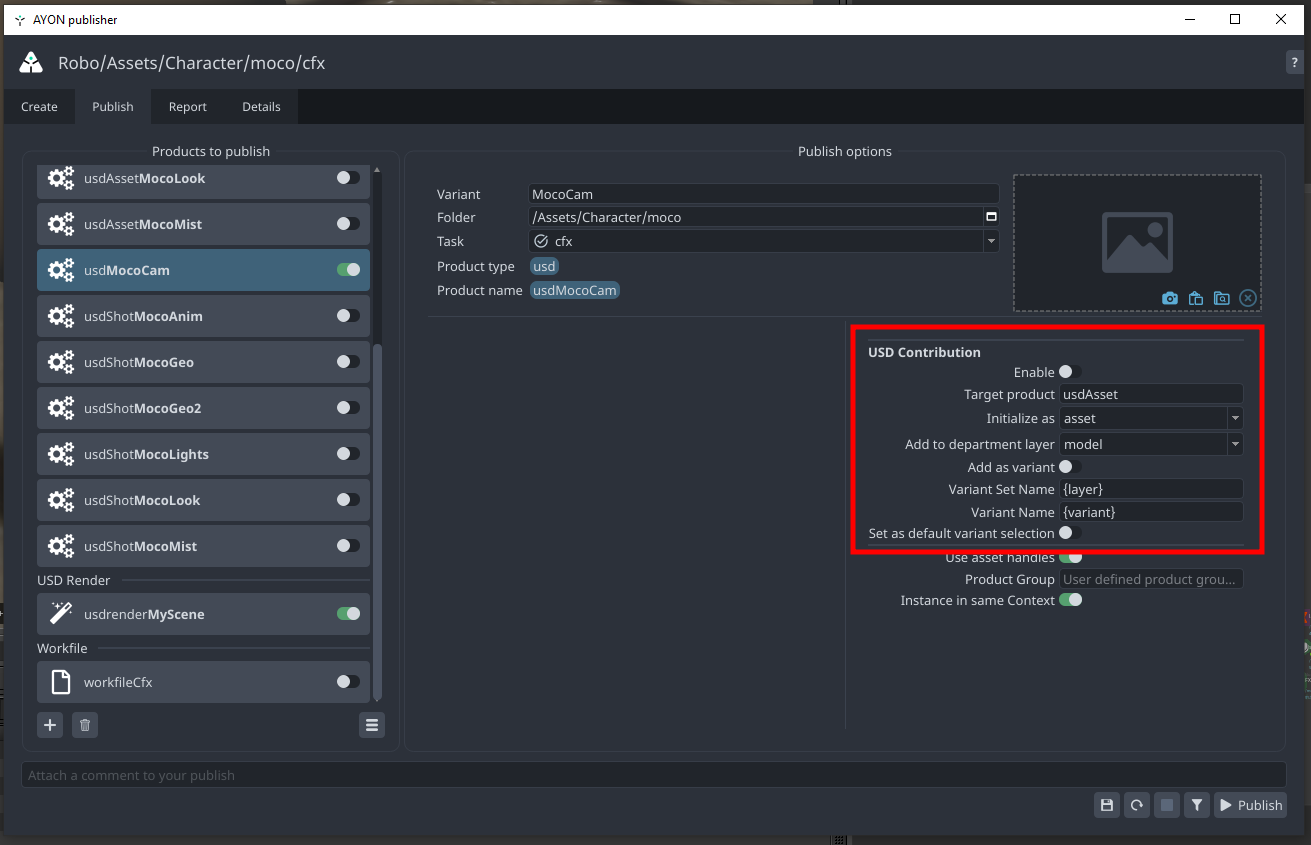 AYON publisher
Robo/Assets/Character/moco/cfx
?
Create
Publish
Report
Details
Products to publish
usdAssetMocoLook
usdAssetMocoMist
usdMocoCam
usdShotMocoAnim
usdShotMocoGeo
usdShotMocoGeo2
usdShotMocoLights
usdShotMocoLook
usdShotMocoMist
USD Render
usdrenderMyScene
Workfile
workfileCfx
Publish options
Variant MocoCam
Folder /Assets/Character/moco
Task cfx
Product type usd
Product name usdMocoCam
USD Contribution
Enable
Target product usdAsset
Initialize as asset
Add to department layer model
Add as variant
Variant Set Name {layer}
Variant Name {variant}
Set as default variant selection
Use asset handles
Product Group User defined product grou...
Instance in same Context
Attach a comment to your publish
Publish